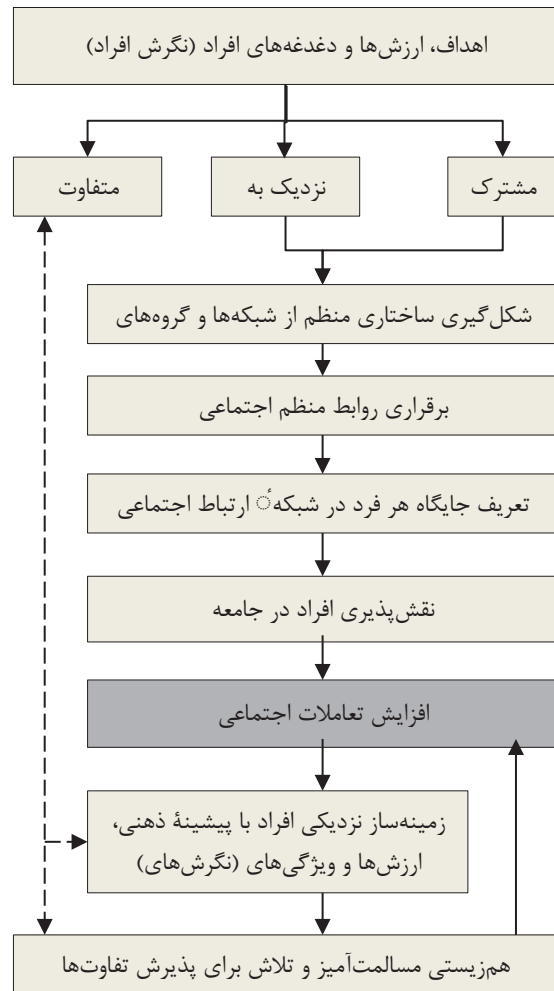 اهداف، ارزش‌ها و دغدغه‌های افراد (نگرش افراد)
مشترک
نزدیک به
متفاوت
شکل‌گیری ساختاری منظم از شبکه‌ها و گروه‌های
برقراری روابط منظم اجتماعی
تعریف جایگاه هر فرد در شبکهٔ ارتباط اجتماعی
نقش‌پذیری افراد در جامعه
افزایش تعاملات اجتماعی
زمینه‌ساز نزدیکی افراد با پیشینهٔ ذهنی،
ارزش‌ها و ویژگی‌های (نگرش‌های)
هم‌زیستی مسالمت‌آمیز و تلاش برای پذیرش تفاوت‌ها